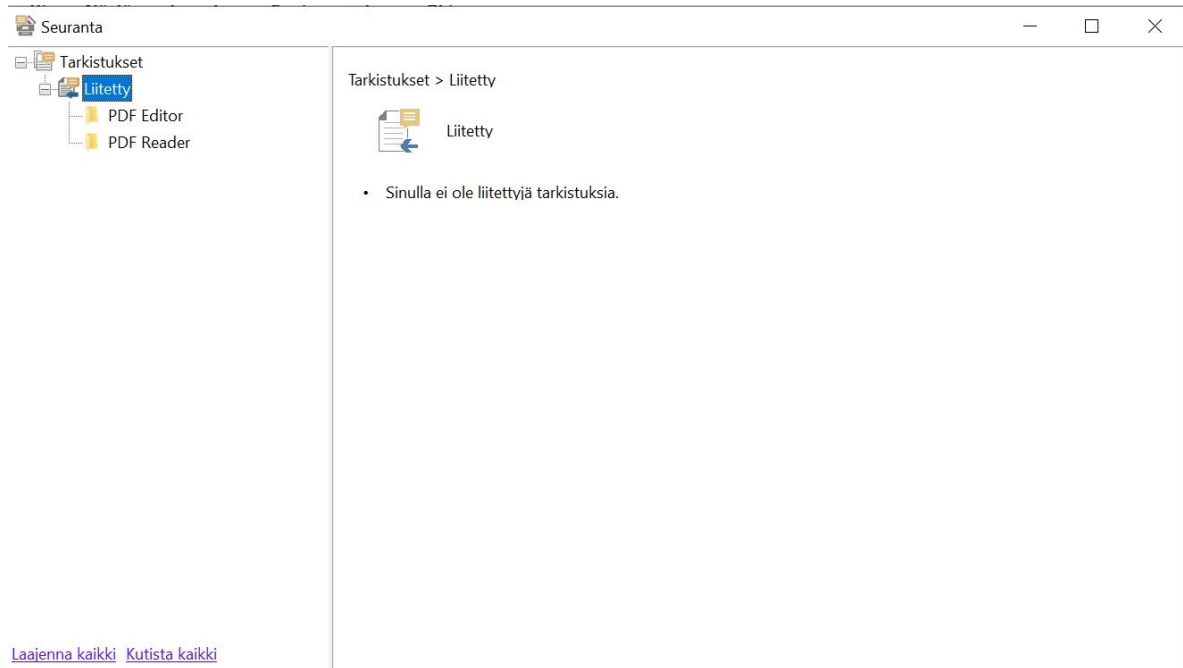 Seuranta
Tarkistukset
Liitetty
PDF Editor
PDF Reader
Laajenna kaikki Kutista kaikki
Tarkistukset > Liitetty
Liitetty
• Sinulla ei ole liitettyjä tarkistuksia.